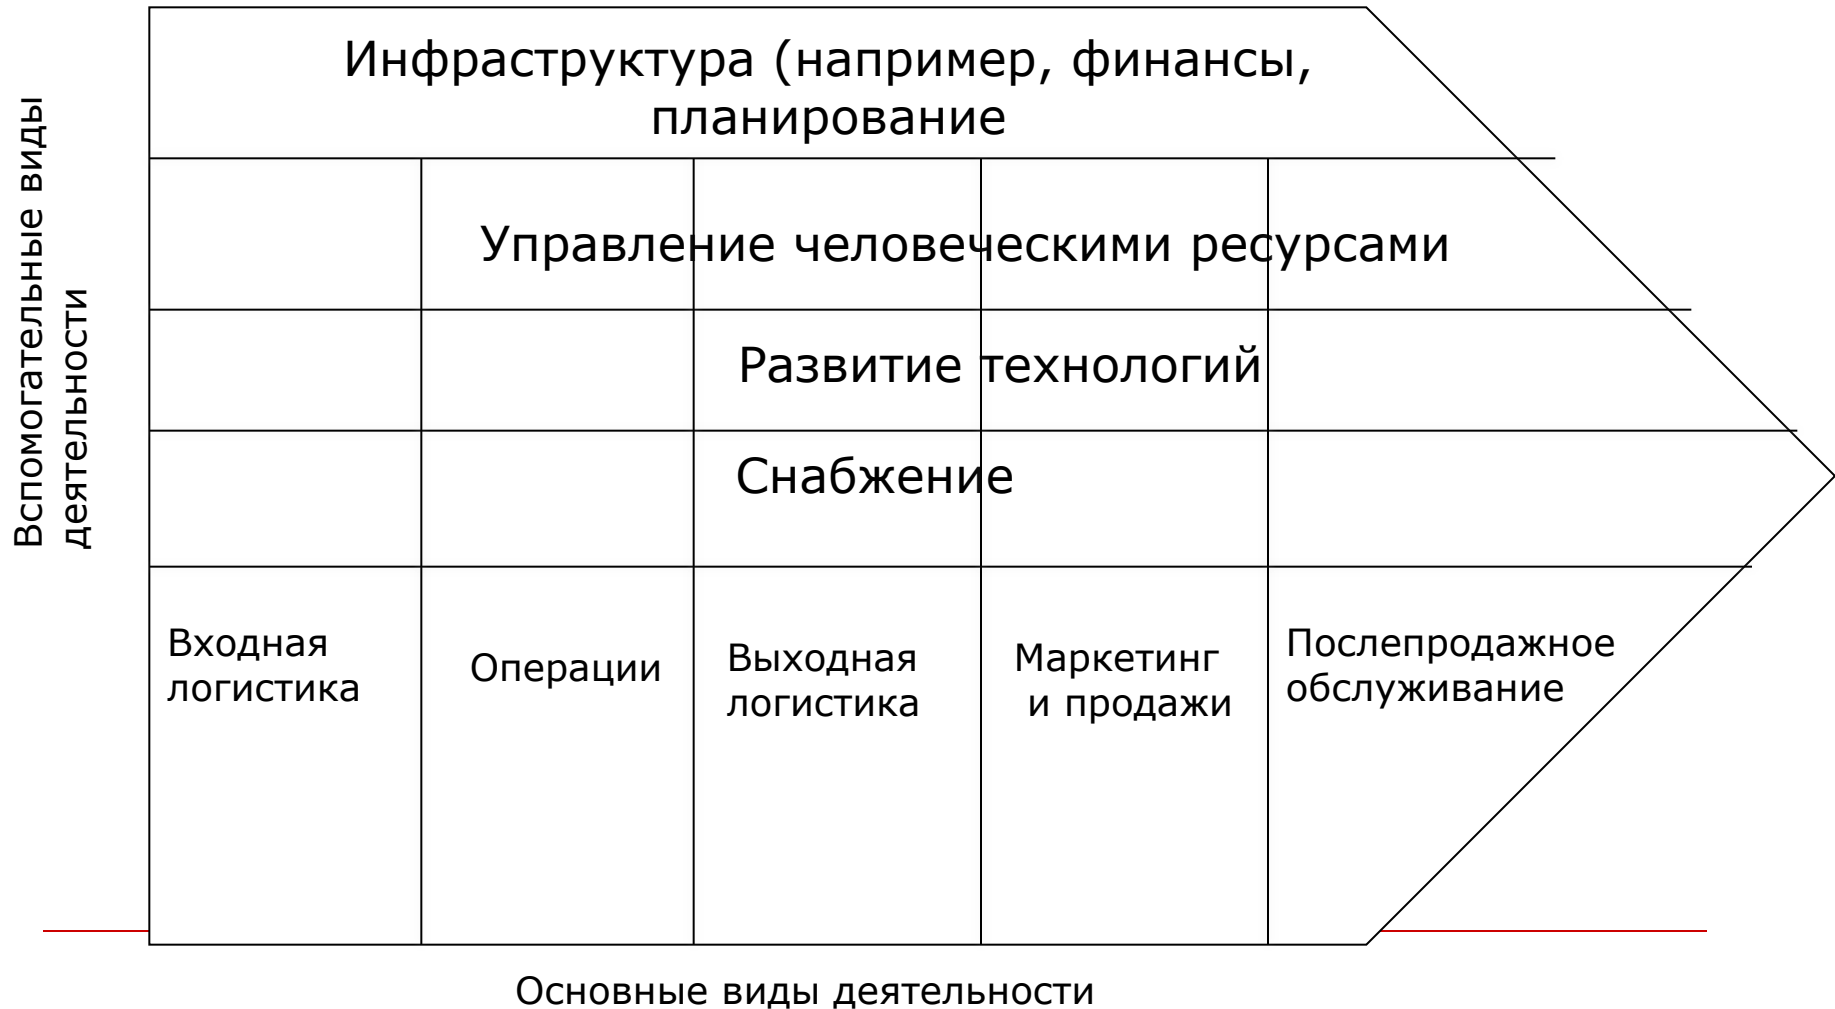 Инфраструктура (например, финансы,
планирование
Вспомогательные виды
деятельности
Управление человеческими ресурсами
Развитие технологий
Снабжение
Входная
логистика
Операции
Выходная
логистика
Маркетинг
и продажи
Послепродажное
обслуживание
Основные виды деятельности